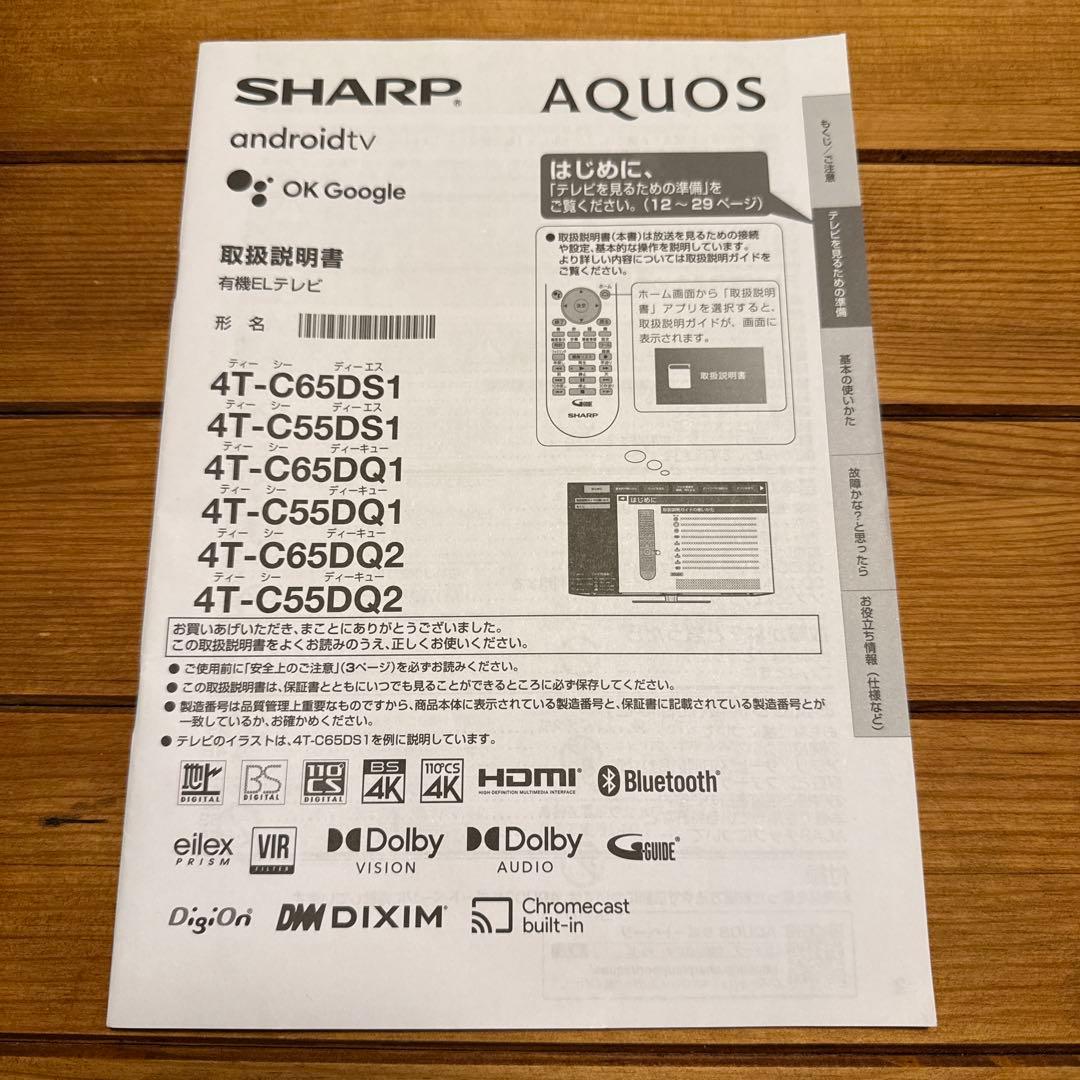 SHARP®
AQUOS
androidtv
OK Google
はじめに、
「テレビを見るための準備」を
ご覧ください。（12～29ページ）
取扱説明書
有機ELテレビ
形 名
ティー シー ディーエス
4T-C65DS1
ティー シー ディーエス
4T-C55DS1
ティー シー ディーキュー
4T-C65DQ1
ティー シー ディーキュー
4T-C55DQ1
ティー シー ディーキュー
4T-C65DQ2
ティー シー ディーキュー
4T-C55DQ2
● 取扱説明書（本書）は放送を見るための接続
や設定、基本的な操作を説明しています。
より詳しい内容については取扱説明ガイドを
ご覧ください。
ホーム
決定
終了
戻る
G-GUIDE
SHARP
ホーム画面から「取扱説明
書」アプリを選択すると、
取扱説明ガイドが、画面に
表示されます。
取扱説明書
はじめに
取扱説明ガイドの使いかた
お買いあげいただき、まことにありがとうございました。
この取扱説明書をよくお読みのうえ、正しくお使いください。
● ご使用前に「安全上のご注意」（3ページ）を必ずお読みください。
● この取扱説明書は、保証書とともにいつでも見ることができるところに必ず保存してください。
● 製造番号は品質管理上重要なものですから、商品本体に表示されている製造番号と、保証書に記載されている製造番号とが
一致しているか、お確かめください。
● テレビのイラストは、4T-C65DS1を例に説明しています。
地上 DIGITAL
BS DIGITAL
110°CS DIGITAL
BS 4K
110°CS 4K
HDMI®
HIGH-DEFINITION MULTIMEDIA INTERFACE
Bluetooth®
eilex
PRISM
VIR
FILTER
Dolby
VISION
Dolby
AUDIO
G-GUIDE®
DigiOn®
DIXIM®
Chromecast
built-in
もくじ／ご注意
テレビを見るための準備
基本の使いかた
故障かな？と思ったら
お役立ち情報（仕様など）